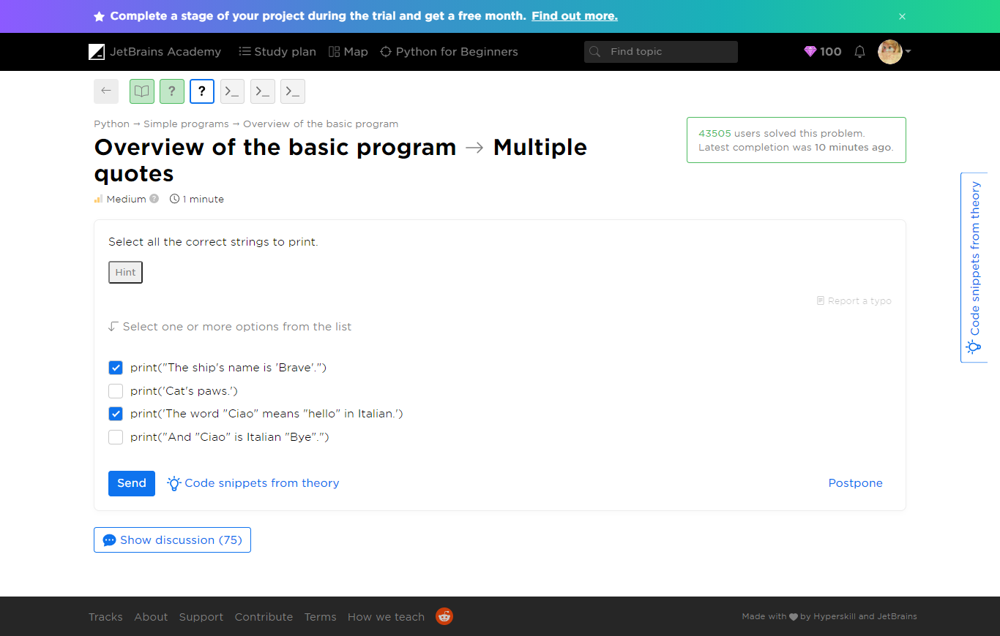 Complete a stage of your project during the trial and get a free month. Find out more.
JetBrains Academy Study plan Map Python for Beginners Find topic 100
? ? >_ >_ >_
Python → Simple programs → Overview of the basic program
Overview of the basic program → Multiple
quotes
43505 users solved this problem.
Latest completion was 10 minutes ago.
Medium ? 1 minute
Code snippets from theory
Select all the correct strings to print.
Hint
Report a typo
Select one or more options from the list
print("The ship's name is 'Brave'.")
print('Cat's paws.')
print('The word "Ciao" means "hello" in Italian.')
print("And "Ciao" is Italian "Bye".")
Send Code snippets from theory Postpone
Show discussion (75)
Tracks About Support Contribute Terms How we teach Made with ♥ by Hyperskill and JetBrains